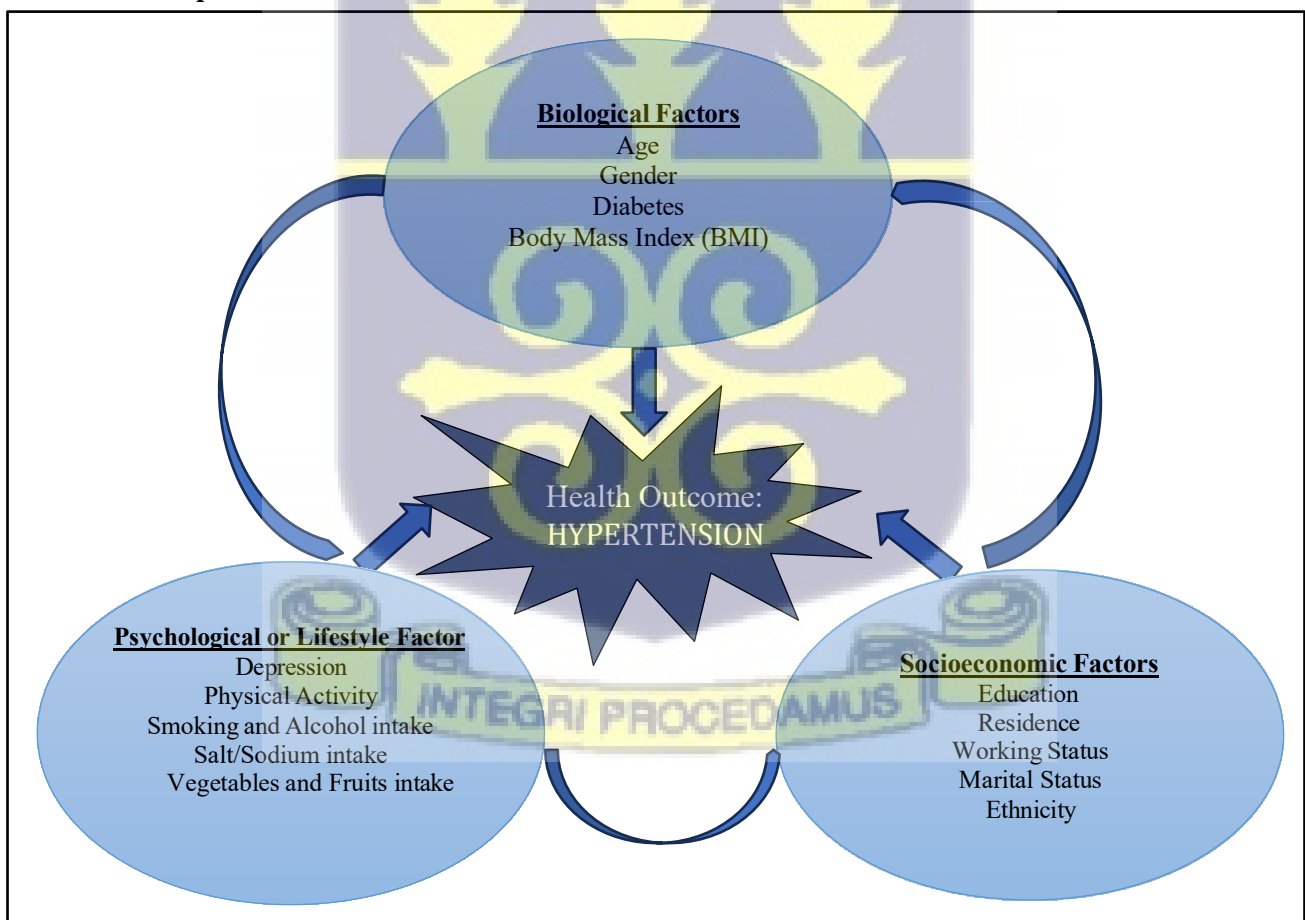 Biological Factors
Age
Gender
Diabetes
Body Mass Index (BMI)
Health Outcome:
HYPERTENSION
Psychological or Lifestyle Factor
Depression
Physical Activity
Smoking and Alcohol intake
Salt/Sodium intake
Vegetables and Fruits intake
Socioeconomic Factors
Education
Residence
Working Status
Marital Status
Ethnicity
INTEGRI PROCEDAMUS